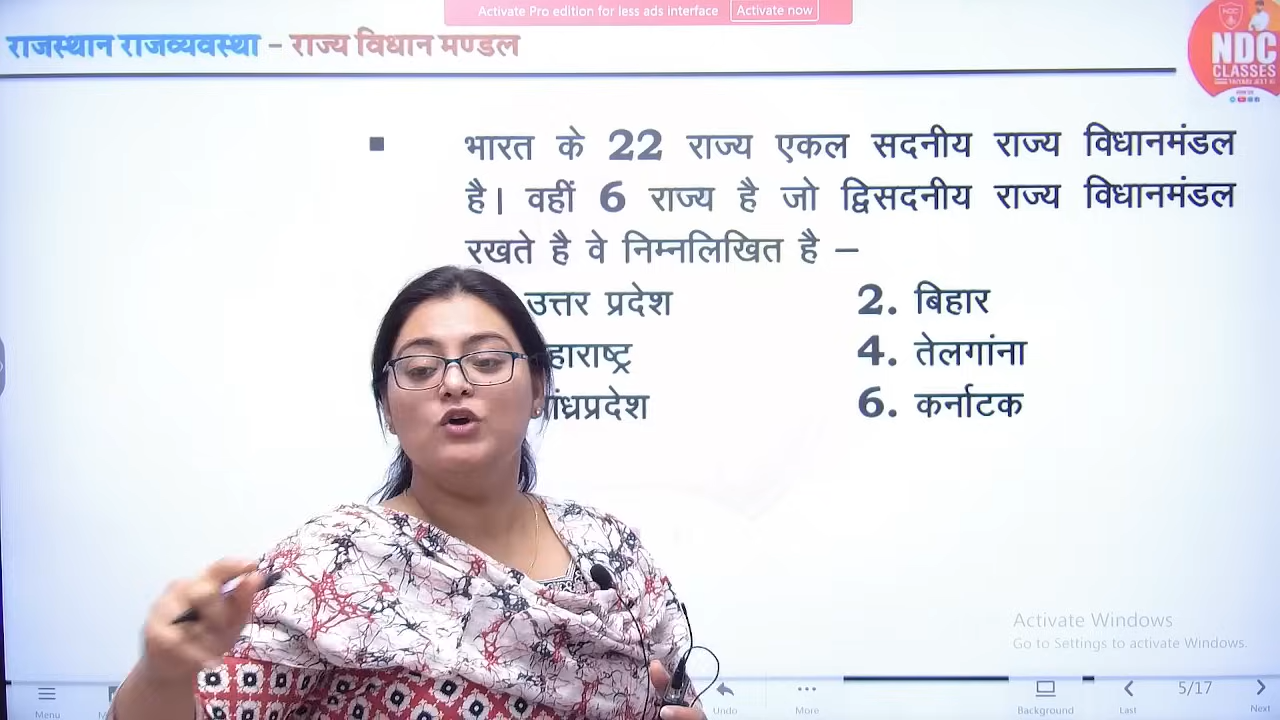 Activate Pro edition for less ads interface Activate now
राजस्थान राजव्यवस्था – राज्य विधान मण्डल
NDC
CLASSES
भारत के 22 राज्य एकल सदनीय राज्य विधानमंडल
है। वहीं 6 राज्य है जो द्विसदनीय राज्य विधानमंडल
रखते है वे निम्नलिखित है –
उत्तर प्रदेश 2. बिहार
हाराष्ट्र 4. तेलगांना
ांध्रप्रदेश 6. कर्नाटक
Activate Windows
Go to Settings to activate Windows.
Menu Undo More Background Last 5/17 Next